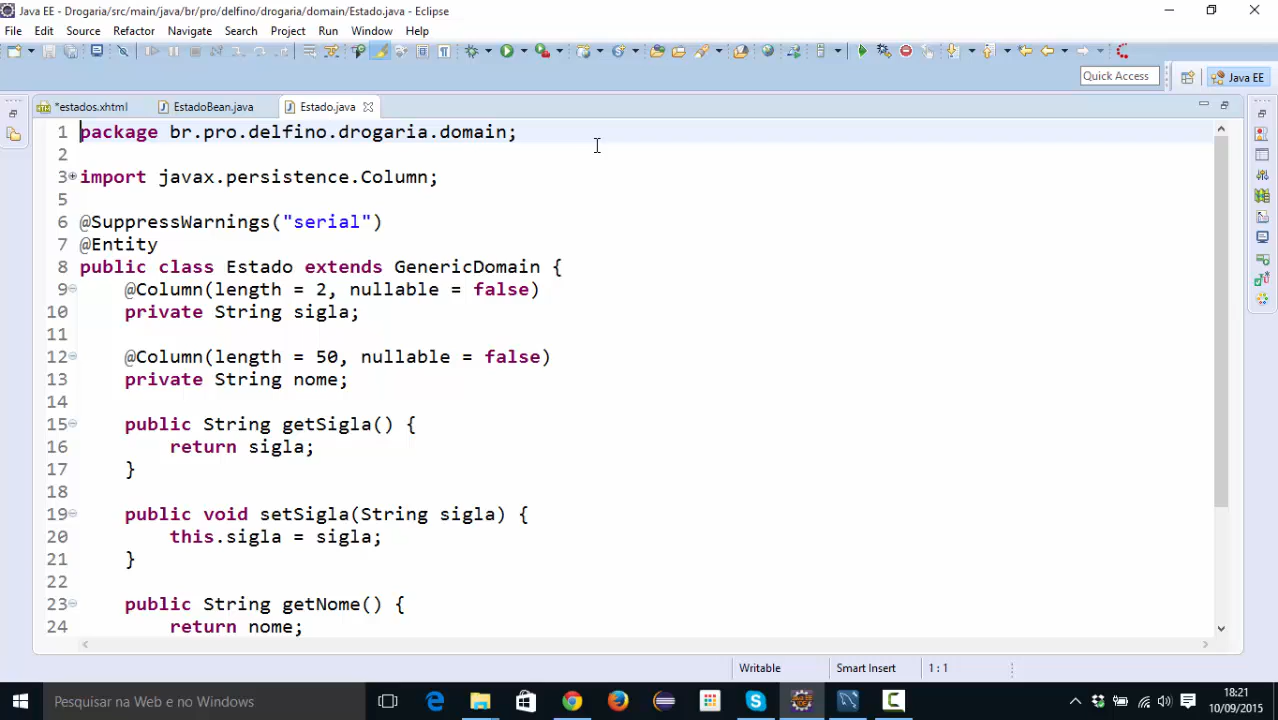 Java EE - Drogaria/src/main/java/br/pro/delfino/drogaria/domain/Estado.java - Eclipse
File Edit Source Refactor Navigate Search Project Run Window Help
Quick Access
Java EE
*estados.xhtml EstadoBean.java Estado.java
1 package br.pro.delfino.drogaria.domain;
2
3 import javax.persistence.Column;
5
6 @SuppressWarnings("serial")
7 @Entity
8 public class Estado extends GenericDomain {
9 @Column(length = 2, nullable = false)
10 private String sigla;
11
12 @Column(length = 50, nullable = false)
13 private String nome;
14
15 public String getSigla() {
16 return sigla;
17 }
18
19 public void setSigla(String sigla) {
20 this.sigla = sigla;
21 }
22
23 public String getNome() {
24 return nome;
Writable Smart Insert 1 : 1
Pesquisar na Web e no Windows
18:21
10/09/2015